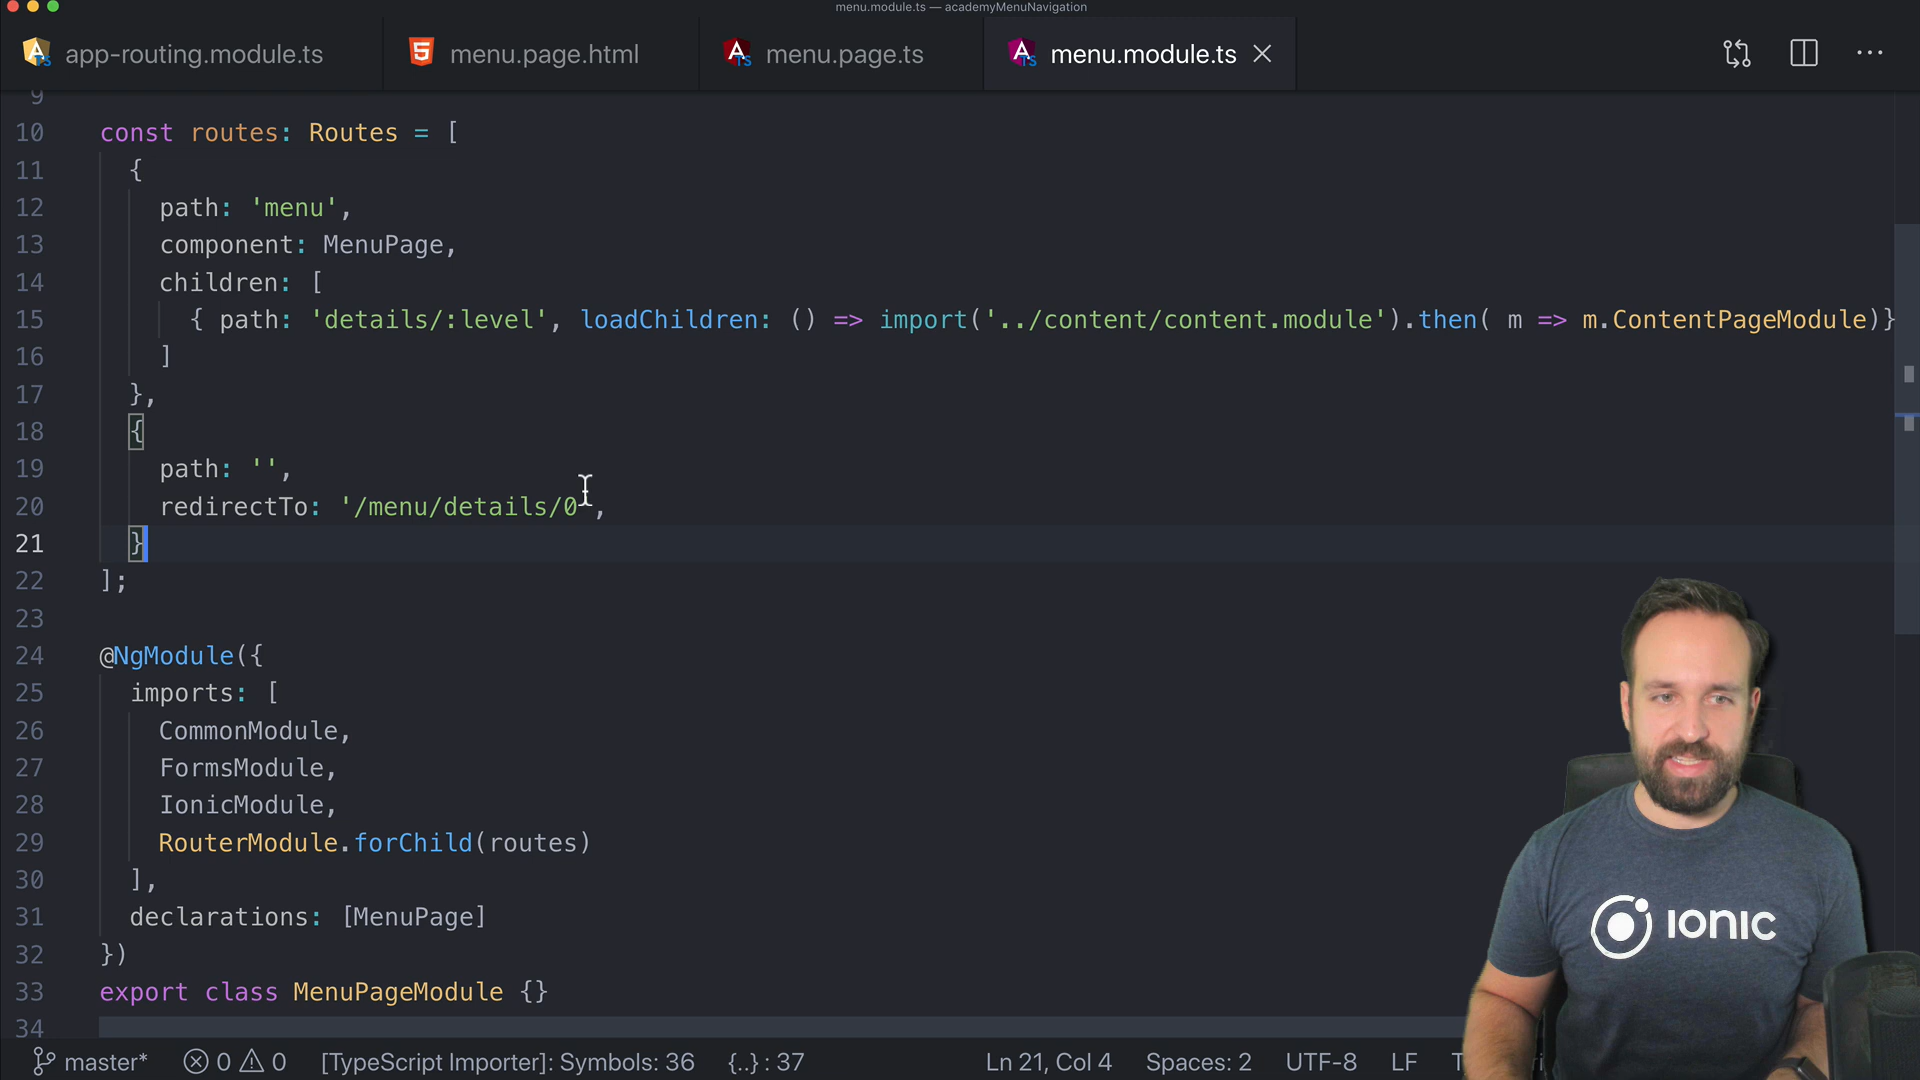 menu.module.ts — academyMenuNavigation
app-routing.module.ts
menu.page.html
menu.page.ts
menu.module.ts
9
10 const routes: Routes = [
11 {
12 path: 'menu',
13 component: MenuPage,
14 children: [
15 { path: 'details/:level', loadChildren: () => import('../content/content.module').then( m => m.ContentPageModule)}
16 ]
17 },
18 {
19 path: '',
20 redirectTo: '/menu/details/0',
21 }
22 ];
23
24 @NgModule({
25 imports: [
26 CommonModule,
27 FormsModule,
28 IonicModule,
29 RouterModule.forChild(routes)
30 ],
31 declarations: [MenuPage]
32 })
33 export class MenuPageModule {}
34
IONIC
master* 0 0 [TypeScript Importer]: Symbols: 36 {..} : 37 Ln 21, Col 4 Spaces: 2 UTF-8 LF